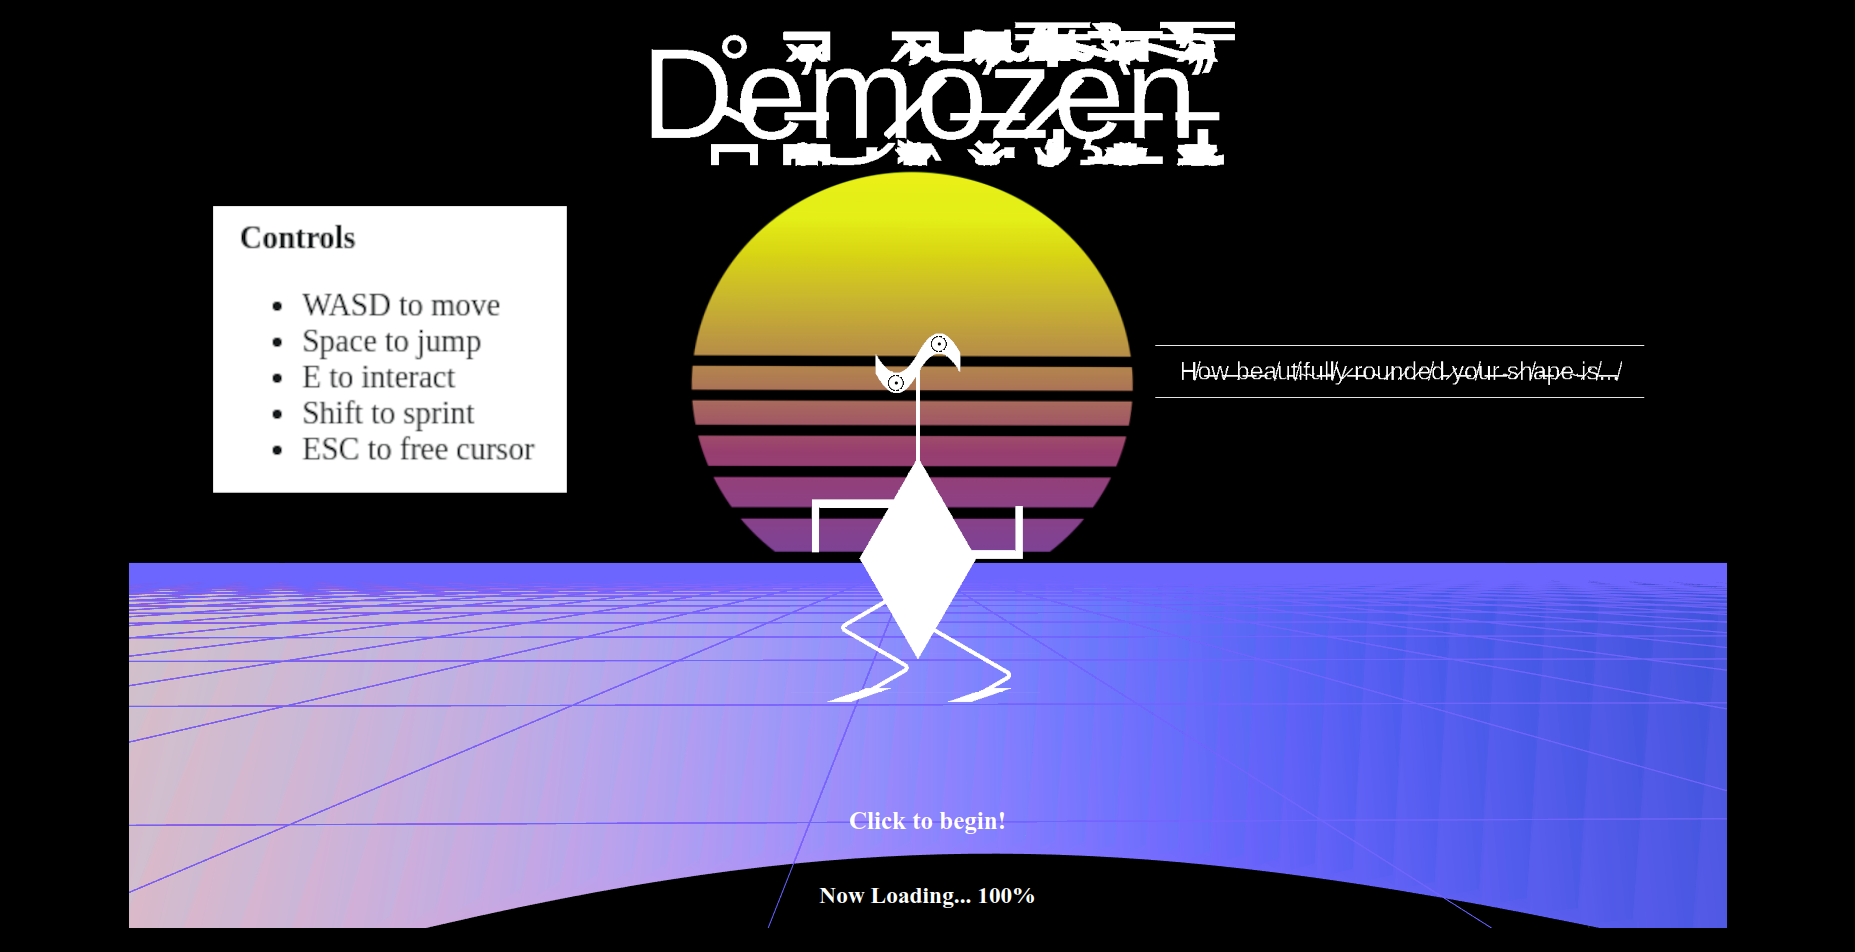 Demozen
Controls
WASD to move
Space to jump
E to interact
Shift to sprint
ESC to free cursor
How beautifully rounded your shape is...
Click to begin!
Now Loading... 100%